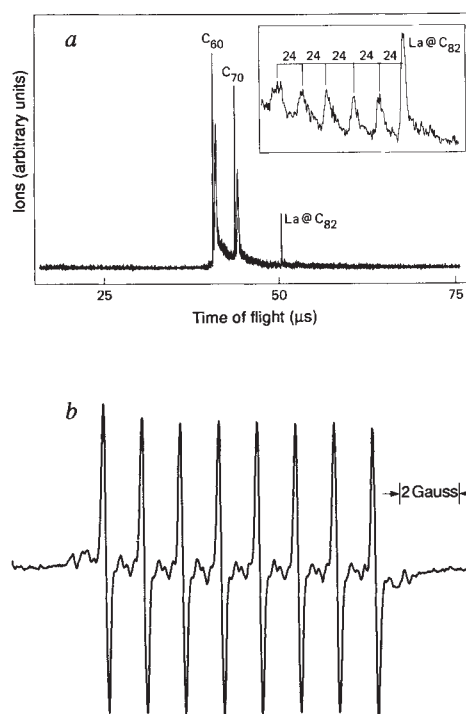 a
C60
C70
La@C82
24 24 24 24 24
La@C82
Ions (arbitrary units)
25 50 75
Time of flight (μs)
b
2 Gauss